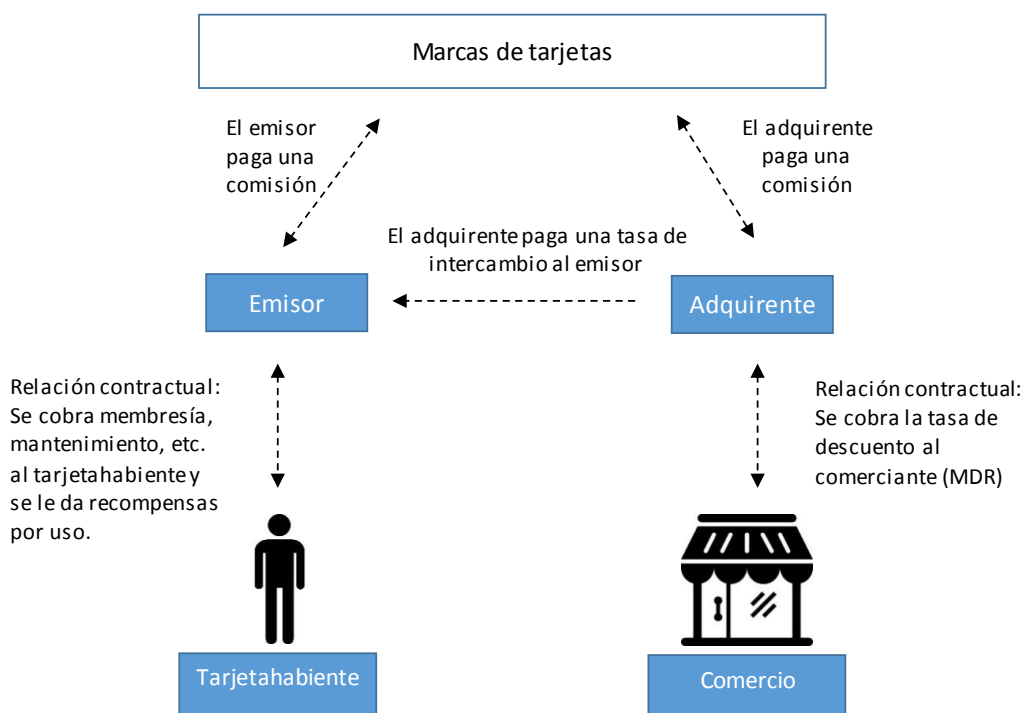 Marcas de tarjetas
El emisor
paga una
comisión
El adquirente
paga una
comisión
El adquirente paga una tasa de
intercambio al emisor
Emisor
Adquirente
Relación contractual:
Se cobra membresía,
mantenimiento, etc.
al tarjetahabiente y
se le da recompensas
por uso.
Relación contractual:
Se cobra la tasa de
descuento al
comerciante (MDR)
Tarjetahabiente
Comercio